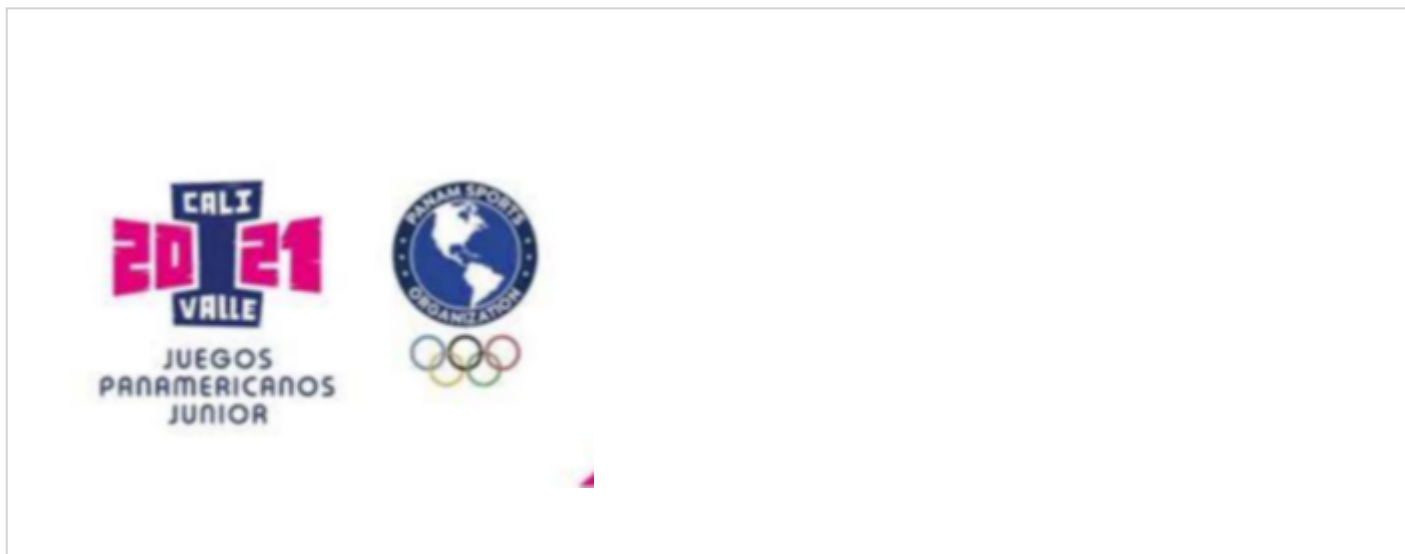 CALI
2021
VALLE
JUEGOS
PANAMERICANOS
JUNIOR
PANAM SPORTS
ORGANIZATION